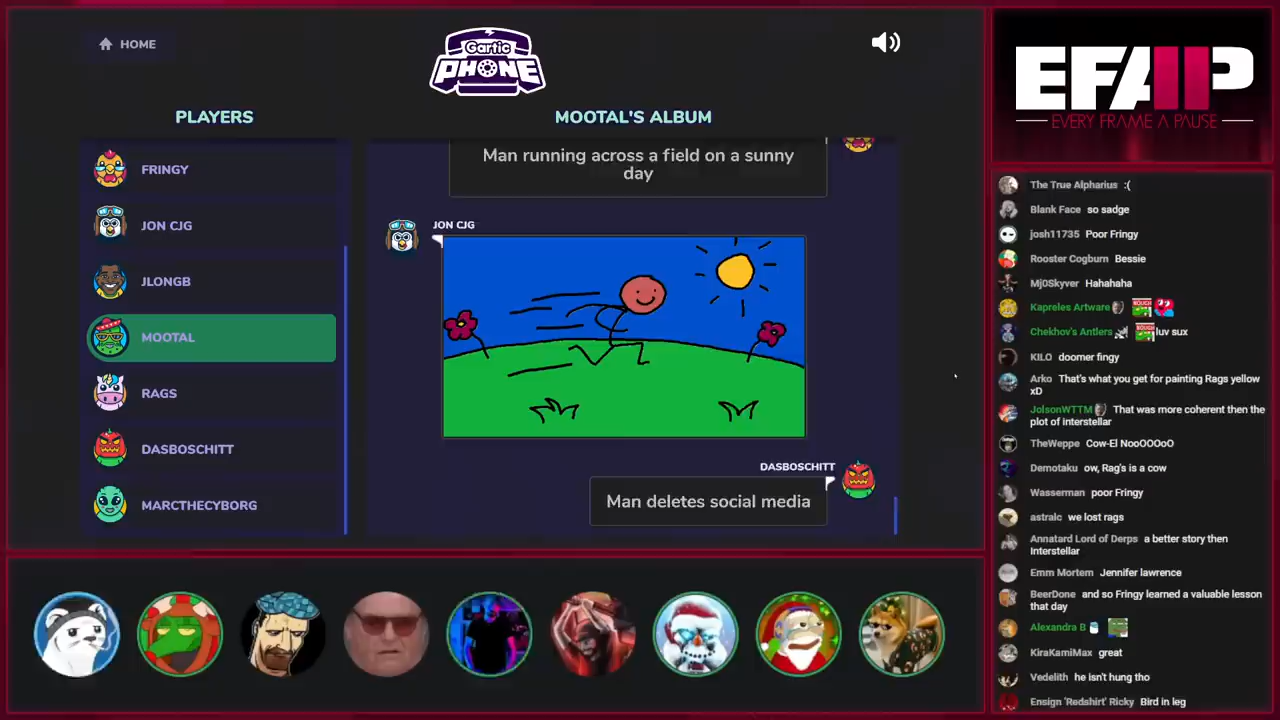 HOME
Gartic
PHONE
PLAYERS
FRINGY
JON CJG
JLONGB
MOOTAL
RAGS
DASBOSCHITT
MARCTHECYBORG
MOOTAL'S ALBUM
Man running across a field on a sunny
day
JON CJG
DASBOSCHITT
Man deletes social media
EFAP
EVERY FRAME A PAUSE
The True Alpharius :(
Blank Face so sadge
josh11735 Poor Fringy
Rooster Cogburn Bessie
Mj0Skyver Hahahaha
Kapreles Artware
Chekhov's Antlers luv sux
KILO doomer fingy
Arko That's what you get for painting Rags yellow
xD
JolsonWTTM That was more coherent then the
plot of interstellar
TheWeppe Cow-El NooOOOoO
Demotaku ow, Rag's is a cow
Wasserman poor Fringy
astralc we lost rags
Annatard Lord of Derps a better story then
Interstellar
Emm Mortem Jennifer lawrence
BeerDone and so Fringy learned a valuable lesson
that day
Alexandra B
KiraKamiMax great
Vedelith he isn't hung tho
Ensign 'Redshirt' Ricky Bird in leg